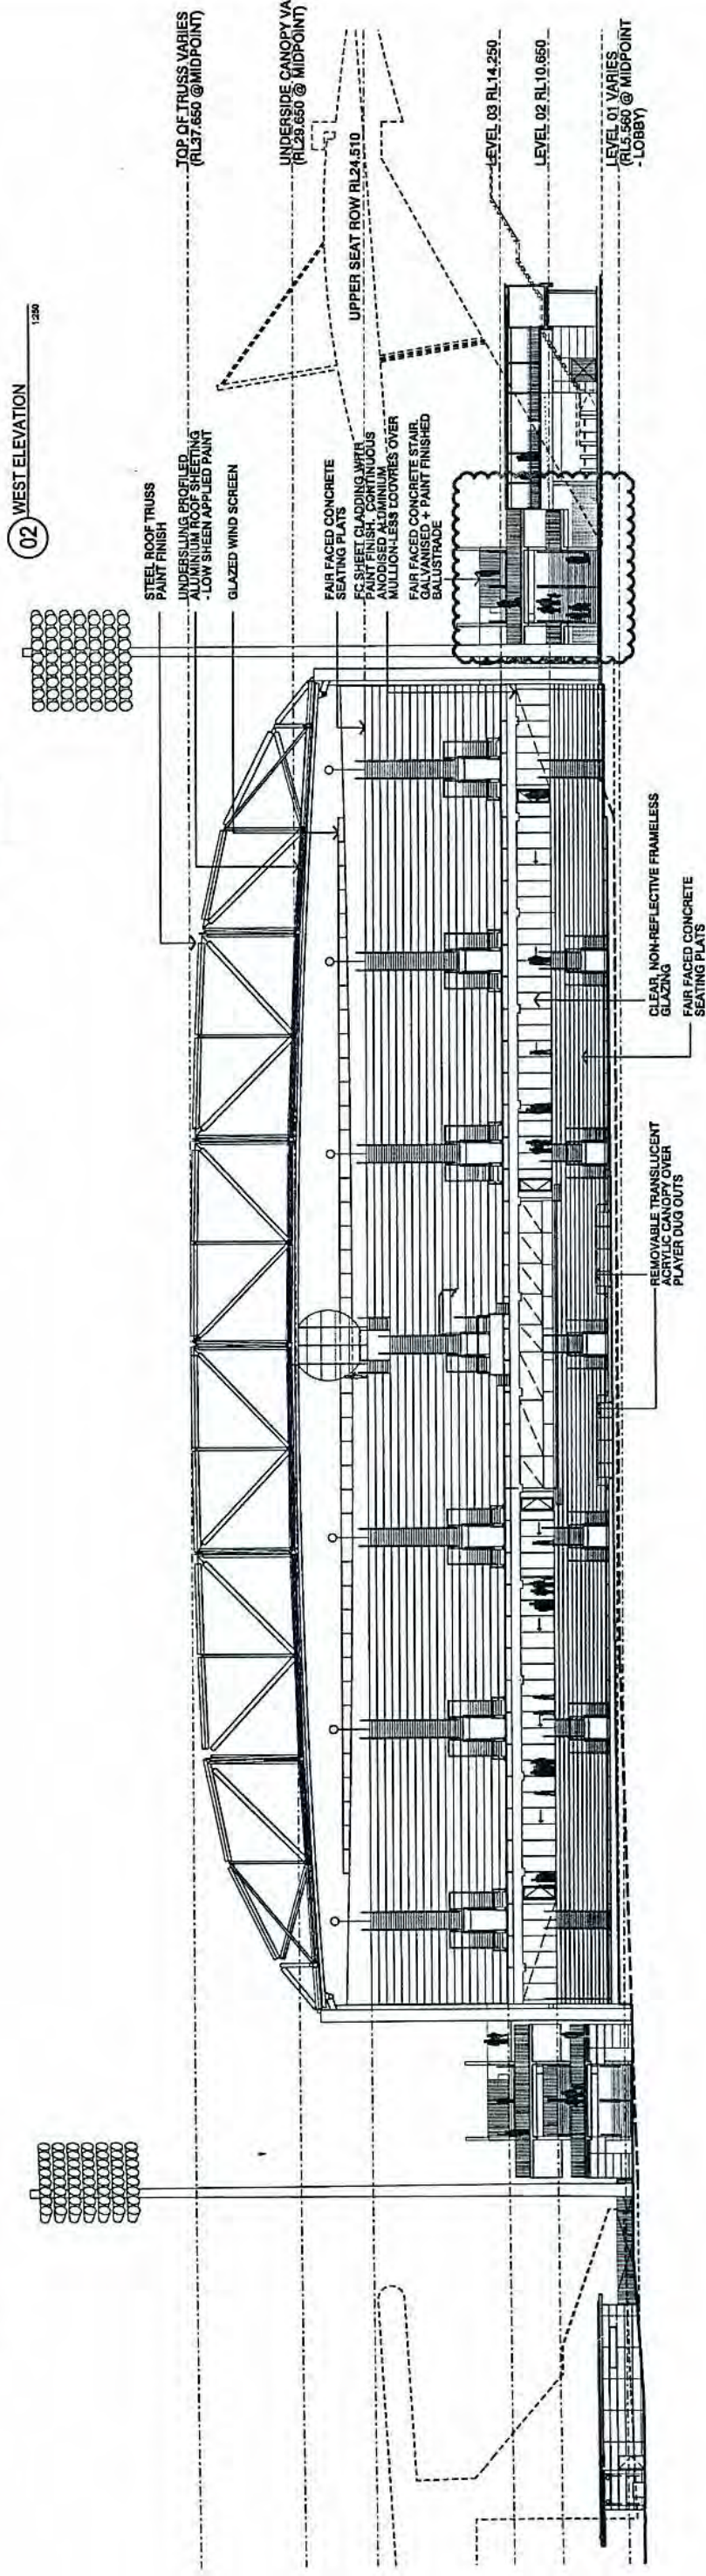 02
WEST ELEVATION
1:250
TOP OF TRUSS VARIES
(RL37.650 @MIDPOINT)
UNDERSIDE CANOPY VA
(RL29.650 @ MIDPOINT)
UPPER SEAT ROW RL24.510
LEVEL 03 RL14.250
LEVEL 02 RL10.650
LEVEL 01 VARIES
(RL5.560 @ MIDPOINT
- LOBBY)
STEEL ROOF TRUSS
PAINT FINISH
UNDERSLUNG PROFILED
ALUMINIUM ROOF SHEETING
- LOW SHEEN APPLIED PAINT
GLAZED WIND SCREEN
FAIR FACED CONCRETE
SEATING PLATS
FC SHEET CLADDING WITH
PAINT FINISH. CONTINUOUS
ANODISED ALUMINIUM
MULLION-LESS LOUVRES OVER
FAIR FACED CONCRETE STAIR.
GALVANISED + PAINT FINISHED
BALUSTRADE
CLEAR, NON-REFLECTIVE FRAMELESS
GLAZING
FAIR FACED CONCRETE
SEATING PLATS
REMOVABLE TRANSLUCENT
ACRYLIC CANOPY OVER
PLAYER DUG OUTS